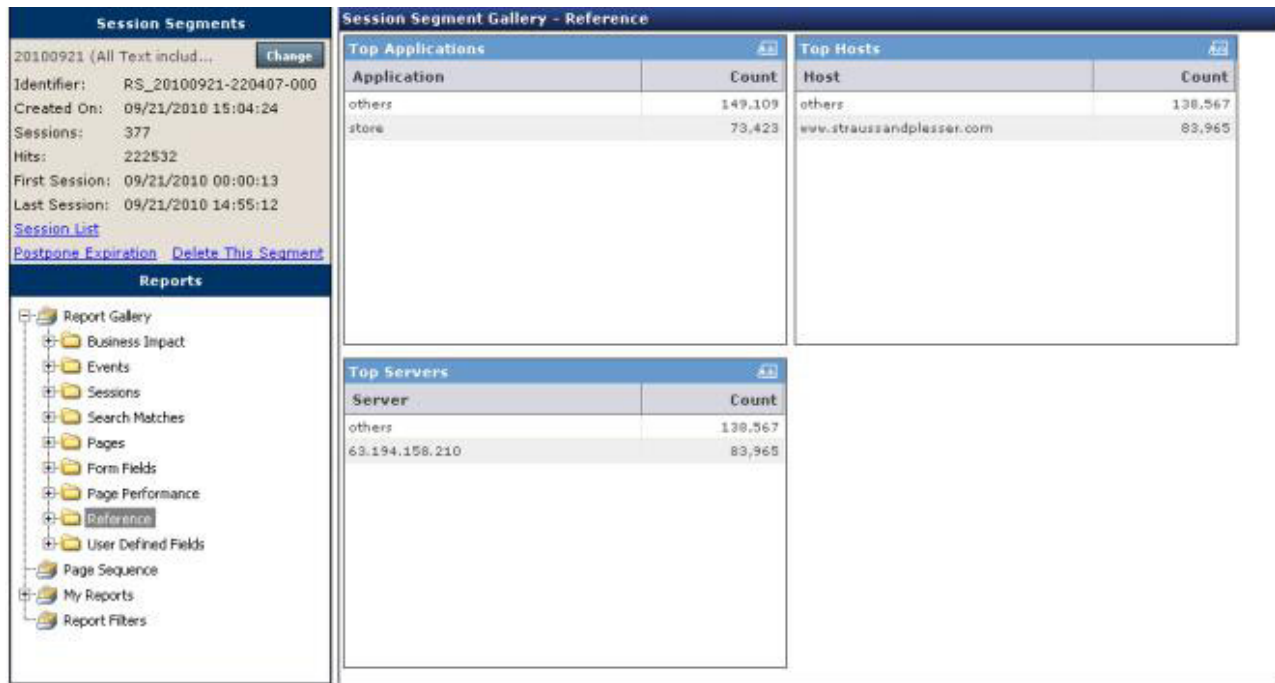 Session Segments
20100921 (All Text includ... Change
Identifier: RS_20100921-220407-000
Created On: 09/21/2010 15:04:24
Sessions: 377
Hits: 222532
First Session: 09/21/2010 00:00:13
Last Session: 09/21/2010 14:55:12
Session List
Postpone Expiration Delete This Segment
Reports
Report Gallery
Business Impact
Events
Sessions
Search Matches
Pages
Form Fields
Page Performance
Reference
User Defined Fields
Page Sequence
My Reports
Report Filters
Session Segment Gallery - Reference
Top Applications
Application Count
others 149,109
store 73,423
Top Hosts
Host Count
others 138,567
www.straussandplesser.com 83,965
Top Servers
Server Count
others 138,567
63.194.158.210 83,965